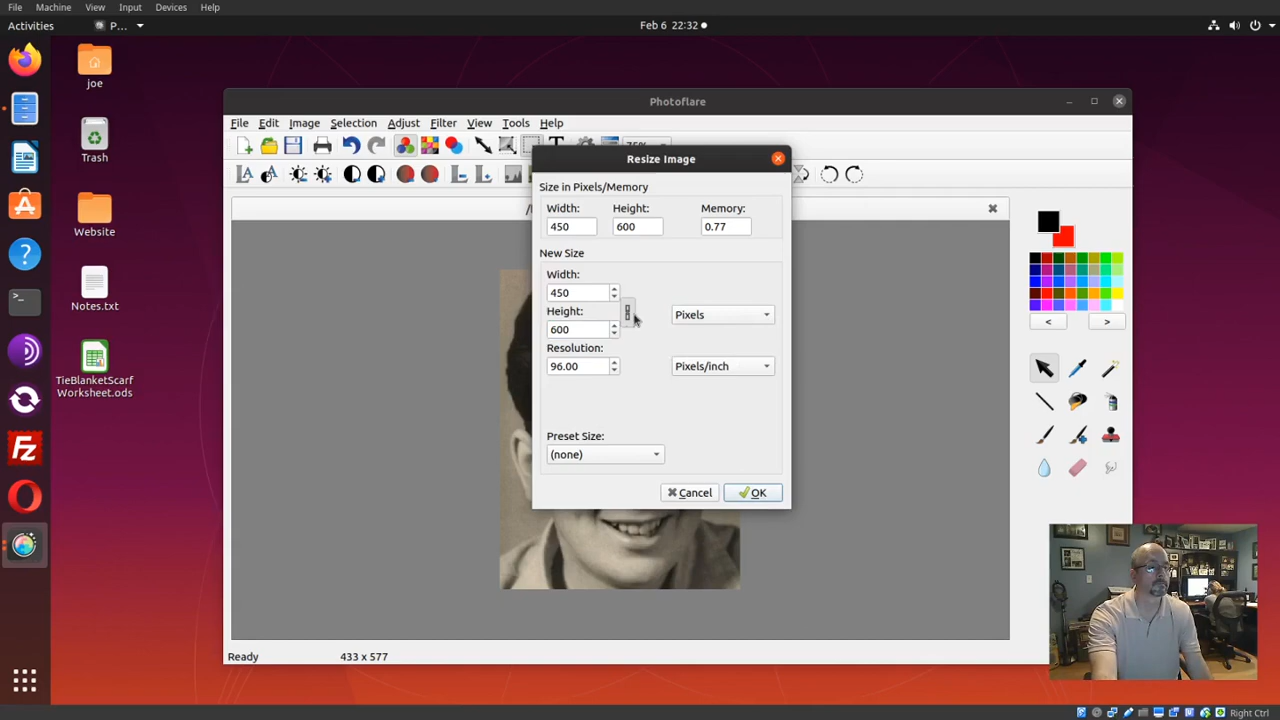 File Machine View Input Devices Help
Activities P… Feb 6 22:32
joe
Trash
Website
Notes.txt
TieBlanketScarf
Worksheet.ods
Photoflare
File Edit Image Selection Adjust Filter View Tools Help
Resize Image
Size in Pixels/Memory
Width: Height: Memory:
450 600 0.77
New Size
Width:
450
Height:
Pixels
600
Resolution:
96.00 Pixels/inch
Preset Size:
(none)
Cancel OK
< >
Ready 433 x 577
Right Ctrl